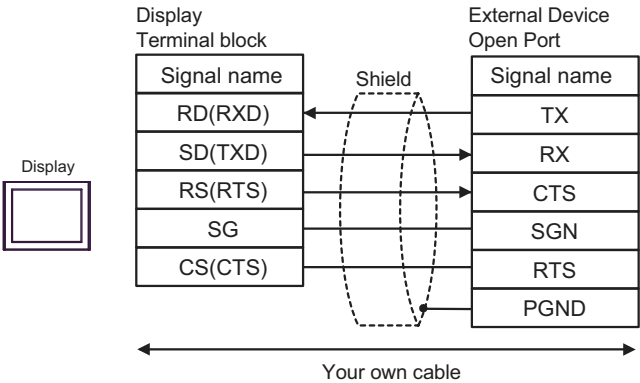 Display
Terminal block
External Device
Open Port
Signal name
Shield
Signal name
RD(RXD)
TX
SD(TXD)
RX
Display
RS(RTS)
CTS
SG
SGN
CS(CTS)
RTS
PGND
Your own cable